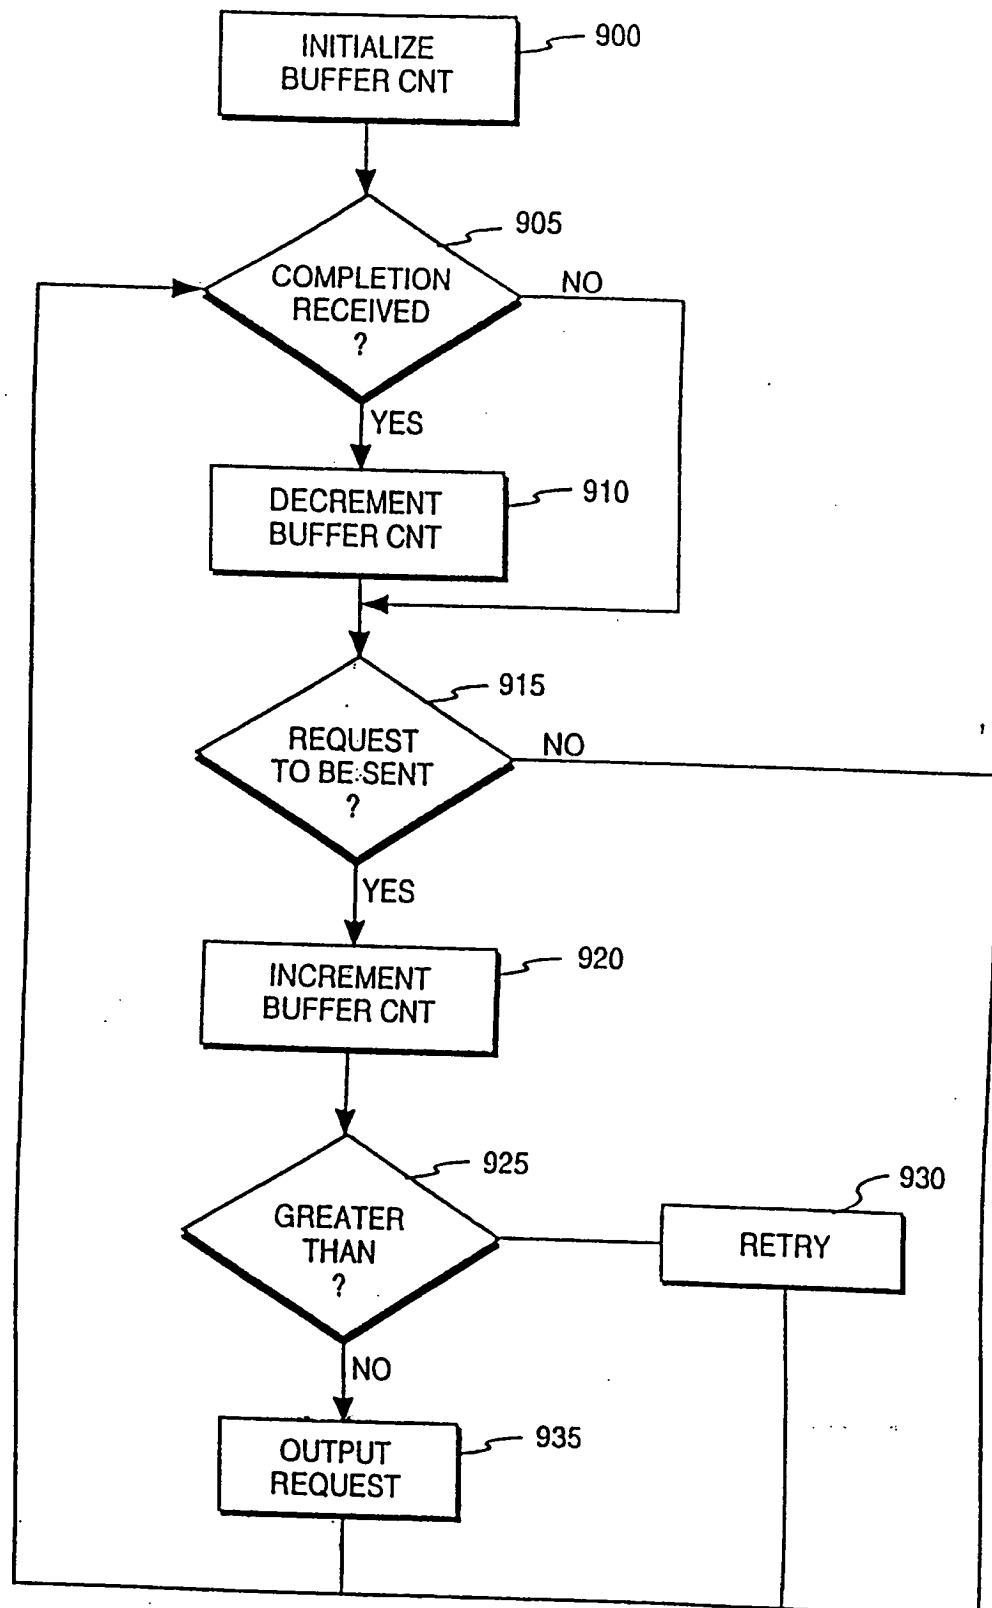 INITIALIZE
BUFFER CNT
900
905
COMPLETION
RECEIVED
?
NO
YES
DECREMENT
BUFFER CNT
910
915
REQUEST
TO BE SENT
?
NO
YES
INCREMENT
BUFFER CNT
920
925
GREATER
THAN
?
930
RETRY
NO
OUTPUT
REQUEST
935